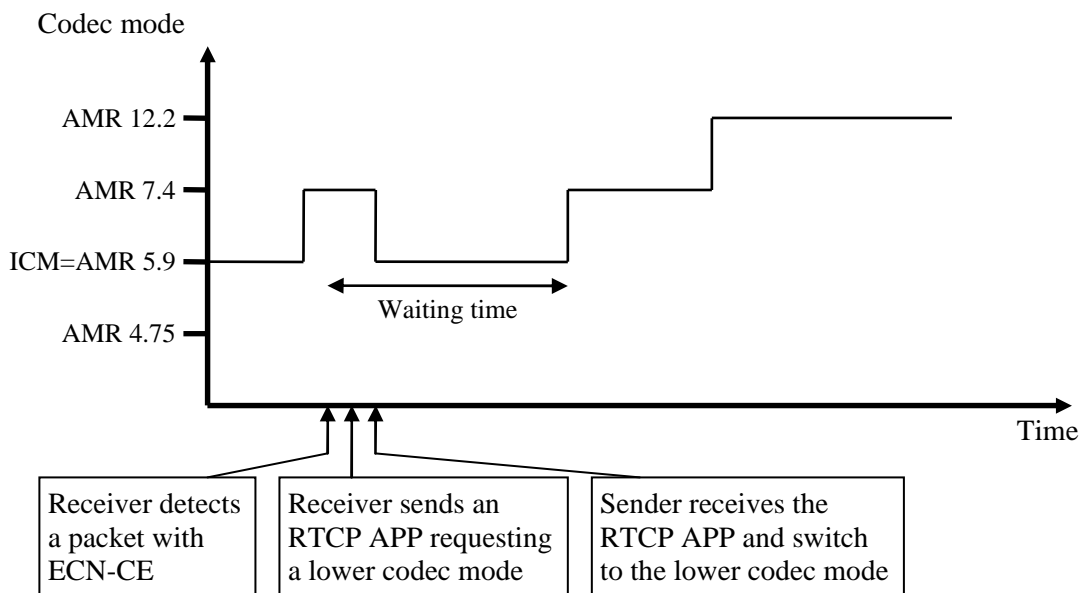 Codec mode
AMR 12.2
AMR 7.4
ICM=AMR 5.9
Waiting time
AMR 4.75
Time
Receiver detects
a packet with
ECN-CE
Receiver sends an
RTCP APP requesting
a lower codec mode
Sender receives the
RTCP APP and switch
to the lower codec mode